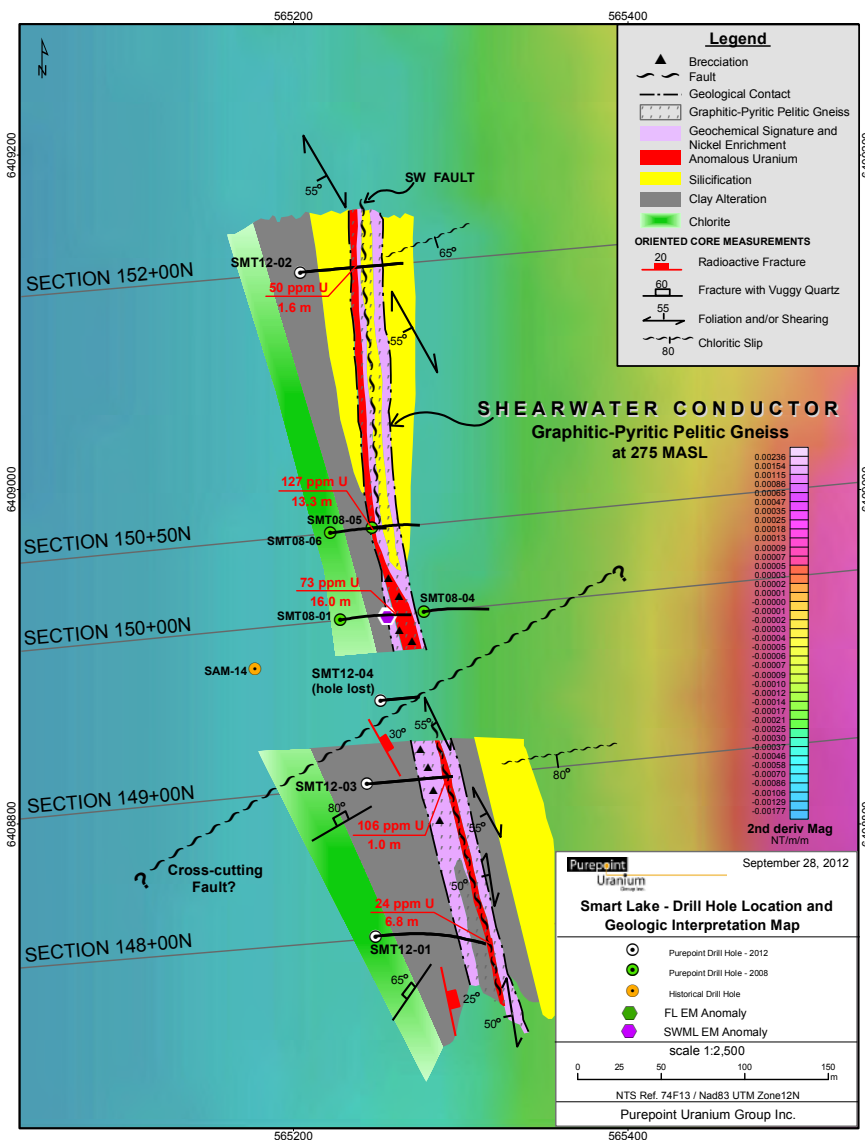 565200
565400
N
6409200
6409200
6409000
6409000
6408800
6408800
Legend
Brecciation
Fault
Geological Contact
Graphitic-Pyritic Pelitic Gneiss
Geochemical Signature and
Nickel Enrichment
Anomalous Uranium
Silicification
Clay Alteration
Chlorite
ORIENTED CORE MEASUREMENTS
20
Radioactive Fracture
60
Fracture with Vuggy Quartz
55
Foliation and/or Shearing
80
Chloritic Slip
55°
SW FAULT
65°
SECTION 152+00N
SMT12-02
50 ppm U
1.6 m
55°
SHEARWATER CONDUCTOR
Graphitic-Pyritic Pelitic Gneiss
at 275 MASL
127 ppm U
13.3 m
SMT08-05
SMT08-06
SECTION 150+50N
73 ppm U
16.0 m
SMT08-04
SMT08-01
SECTION 150+00N
?
SAM-14
SMT12-04
(hole lost)
30°
55°
80°
SMT12-03
SECTION 149+00N
80°
106 ppm U
1.0 m
55°
Cross-cutting
Fault?
?
50°
24 ppm U
6.8 m
SECTION 148+00N
SMT12-01
65°
25°
50°
0.00236
0.00154
0.00115
0.00086
0.00065
0.00047
0.00035
0.00025
0.00018
0.00013
0.00009
0.00007
0.00005
0.00003
0.00002
0.00001
-0.00000
-0.00001
-0.00002
-0.00003
-0.00004
-0.00005
-0.00006
-0.00007
-0.00009
-0.00010
-0.00012
-0.00014
-0.00017
-0.00021
-0.00025
-0.00030
-0.00037
-0.00046
-0.00057
-0.00070
-0.00086
-0.00106
-0.00129
-0.00177
2nd deriv Mag
NT/m/m
Purepoint
Uranium
Group Inc.
September 28, 2012
Smart Lake - Drill Hole Location and
Geologic Interpretation Map
Purepoint Drill Hole - 2012
Purepoint Drill Hole - 2008
Historical Drill Hole
FL EM Anomaly
SWML EM Anomaly
scale 1:2,500
0 25 50 100 150
m
NTS Ref. 74F13 / Nad83 UTM Zone12N
Purepoint Uranium Group Inc.
565200
565400